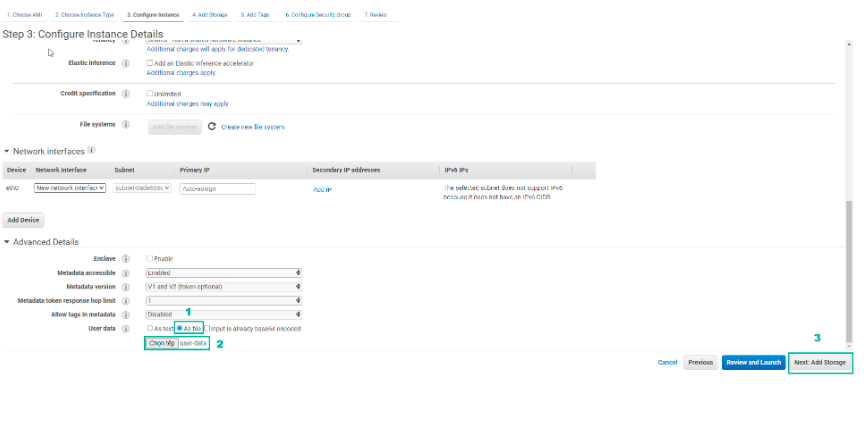 1. Choose AMI 2. Choose Instance Type 3. Configure Instance 4. Add Storage 5. Add Tags 6. Configure Security Group 7. Review
Step 3: Configure Instance Details
Tenancy
Additional charges will apply for dedicated tenancy.
Elastic Inference Add an Elastic Inference accelerator
Additional charges apply.
Credit specification Unlimited
Additional charges may apply
File systems Add file system Create new file system
Network interfaces
Device Network Interface Subnet Primary IP Secondary IP addresses IPv6 IPs
eth0 New network interface Auto-assign Add IP The selected subnet does not support IPv6
because it does not have an IPv6 CIDR.
Add Device
Advanced Details
Enclave Enable
Metadata accessible Enabled
Metadata version V1 and V2 (token optional)
Metadata token response hop limit 1
Allow tags in metadata Disabled
1
User data As text As file Input is already base64 encoded
Chọn tệp user-data 2
3
Cancel Previous Review and Launch Next: Add Storage